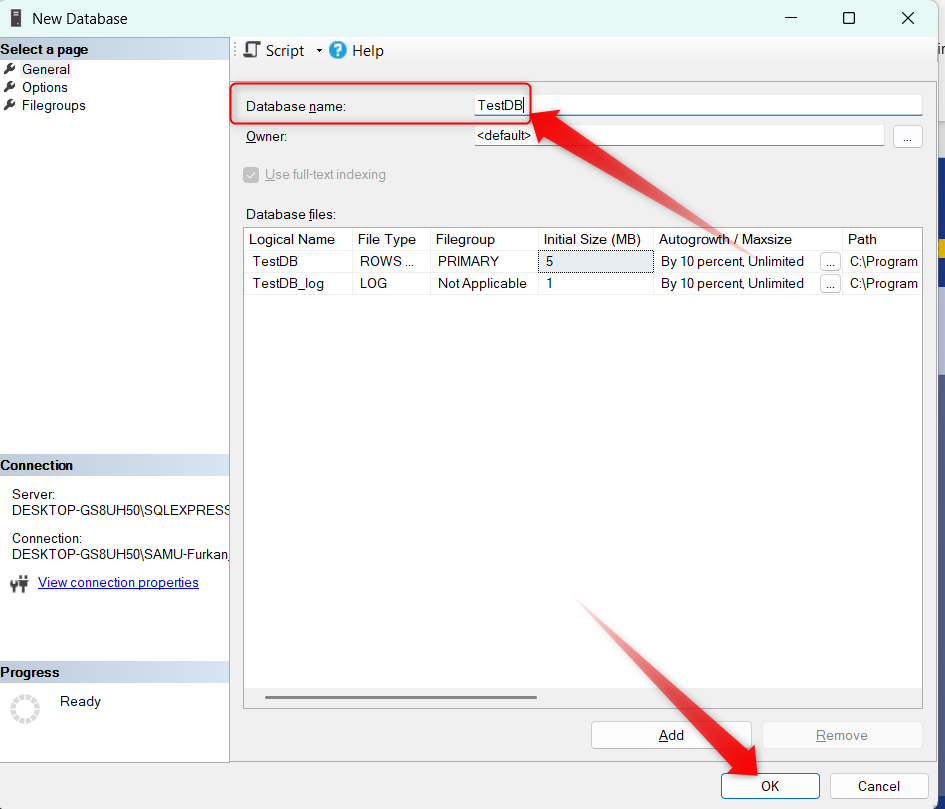 New Database
Select a page
General
Options
Filegroups
Script
Help
Database name: TestDB
Owner: <default>
...
Use full-text indexing
Database files:
Logical Name File Type Filegroup Initial Size (MB) Autogrowth / Maxsize Path
TestDB ROWS ... PRIMARY 5 By 10 percent, Unlimited ... C:\Program
TestDB_log LOG Not Applicable 1 By 10 percent, Unlimited ... C:\Program
Connection
Server:
DESKTOP-GS8UH50\SQLEXPRESS
Connection:
DESKTOP-GS8UH50\SAMU-Furkan
View connection properties
Progress
Ready
Add Remove
OK Cancel